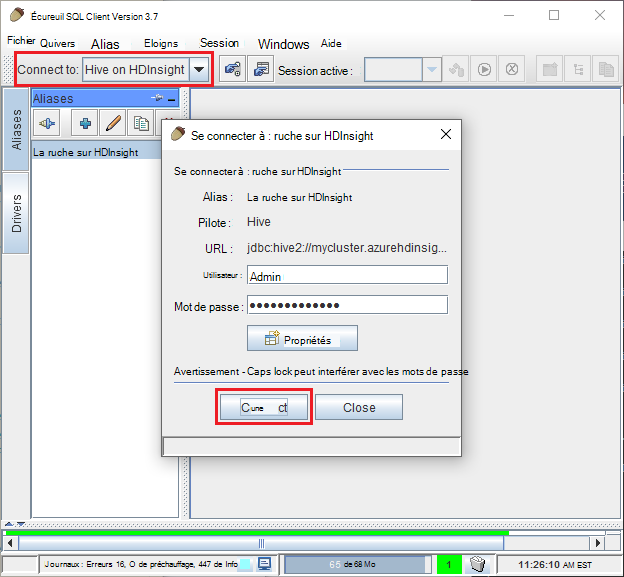 Écureuil SQL Client Version 3.7
Fichier Quivers Alias Eloigns Session Windows Aide
Connect to: Hive on HDInsight Session active :
Aliases
Aliases
La ruche sur HDInsight
Drivers
Se connecter à : ruche sur HDInsight
Se connecter à : ruche sur HDInsight
Alias : La ruche sur HDInsight
Pilote : Hive
URL : jdbc:hive2://mycluster.azurehdinsig...
Utilisateur : Admin
Mot de passe : •••••••••••••
Propriétés
Avertissement - Caps lock peut interférer avec les mots de passe
Cune ct Close
Journaux : Erreurs 16, O de préchauffage, 447 de Info 65 de 68 Mo 1 11:26:10 AM EST